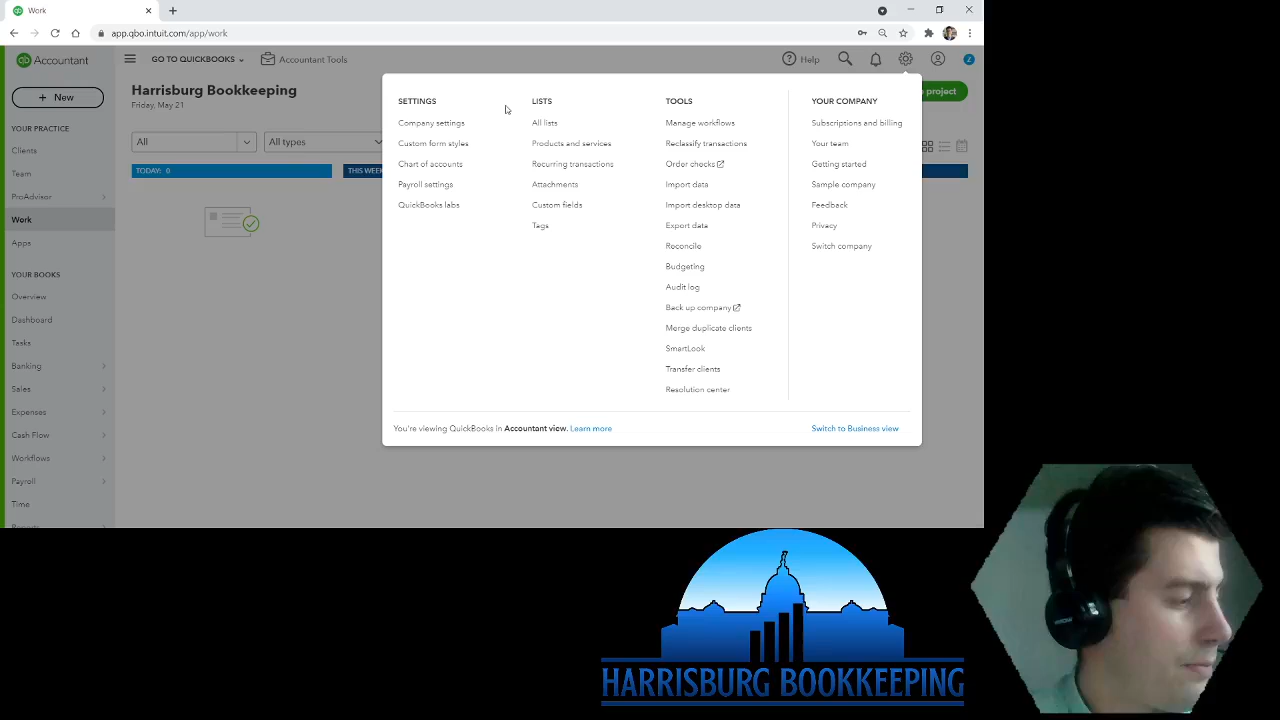 Work
app.qbo.intuit.com/app/work
qb Accountant
GO TO QUICKBOOKS
Accountant Tools
Help
+ New
Harrisburg Bookkeeping
Friday, May 21
project
YOUR PRACTICE
Clients
Team
ProAdvisor
Work
Apps
YOUR BOOKS
Overview
Dashboard
Tasks
Banking
Sales
Expenses
Cash Flow
Workflows
Payroll
Time
All
All types
TODAY: 0
THIS WEEK
SETTINGS
Company settings
Custom form styles
Chart of accounts
Payroll settings
QuickBooks labs
LISTS
All lists
Products and services
Recurring transactions
Attachments
Custom fields
Tags
TOOLS
Manage workflows
Reclassify transactions
Order checks
Import data
Import desktop data
Export data
Reconcile
Budgeting
Audit log
Back up company
Merge duplicate clients
SmartLook
Transfer clients
Resolution center
YOUR COMPANY
Subscriptions and billing
Your team
Getting started
Sample company
Feedback
Privacy
Switch company
You're viewing QuickBooks in Accountant view. Learn more
Switch to Business view
HARRISBURG BOOKKEEPING